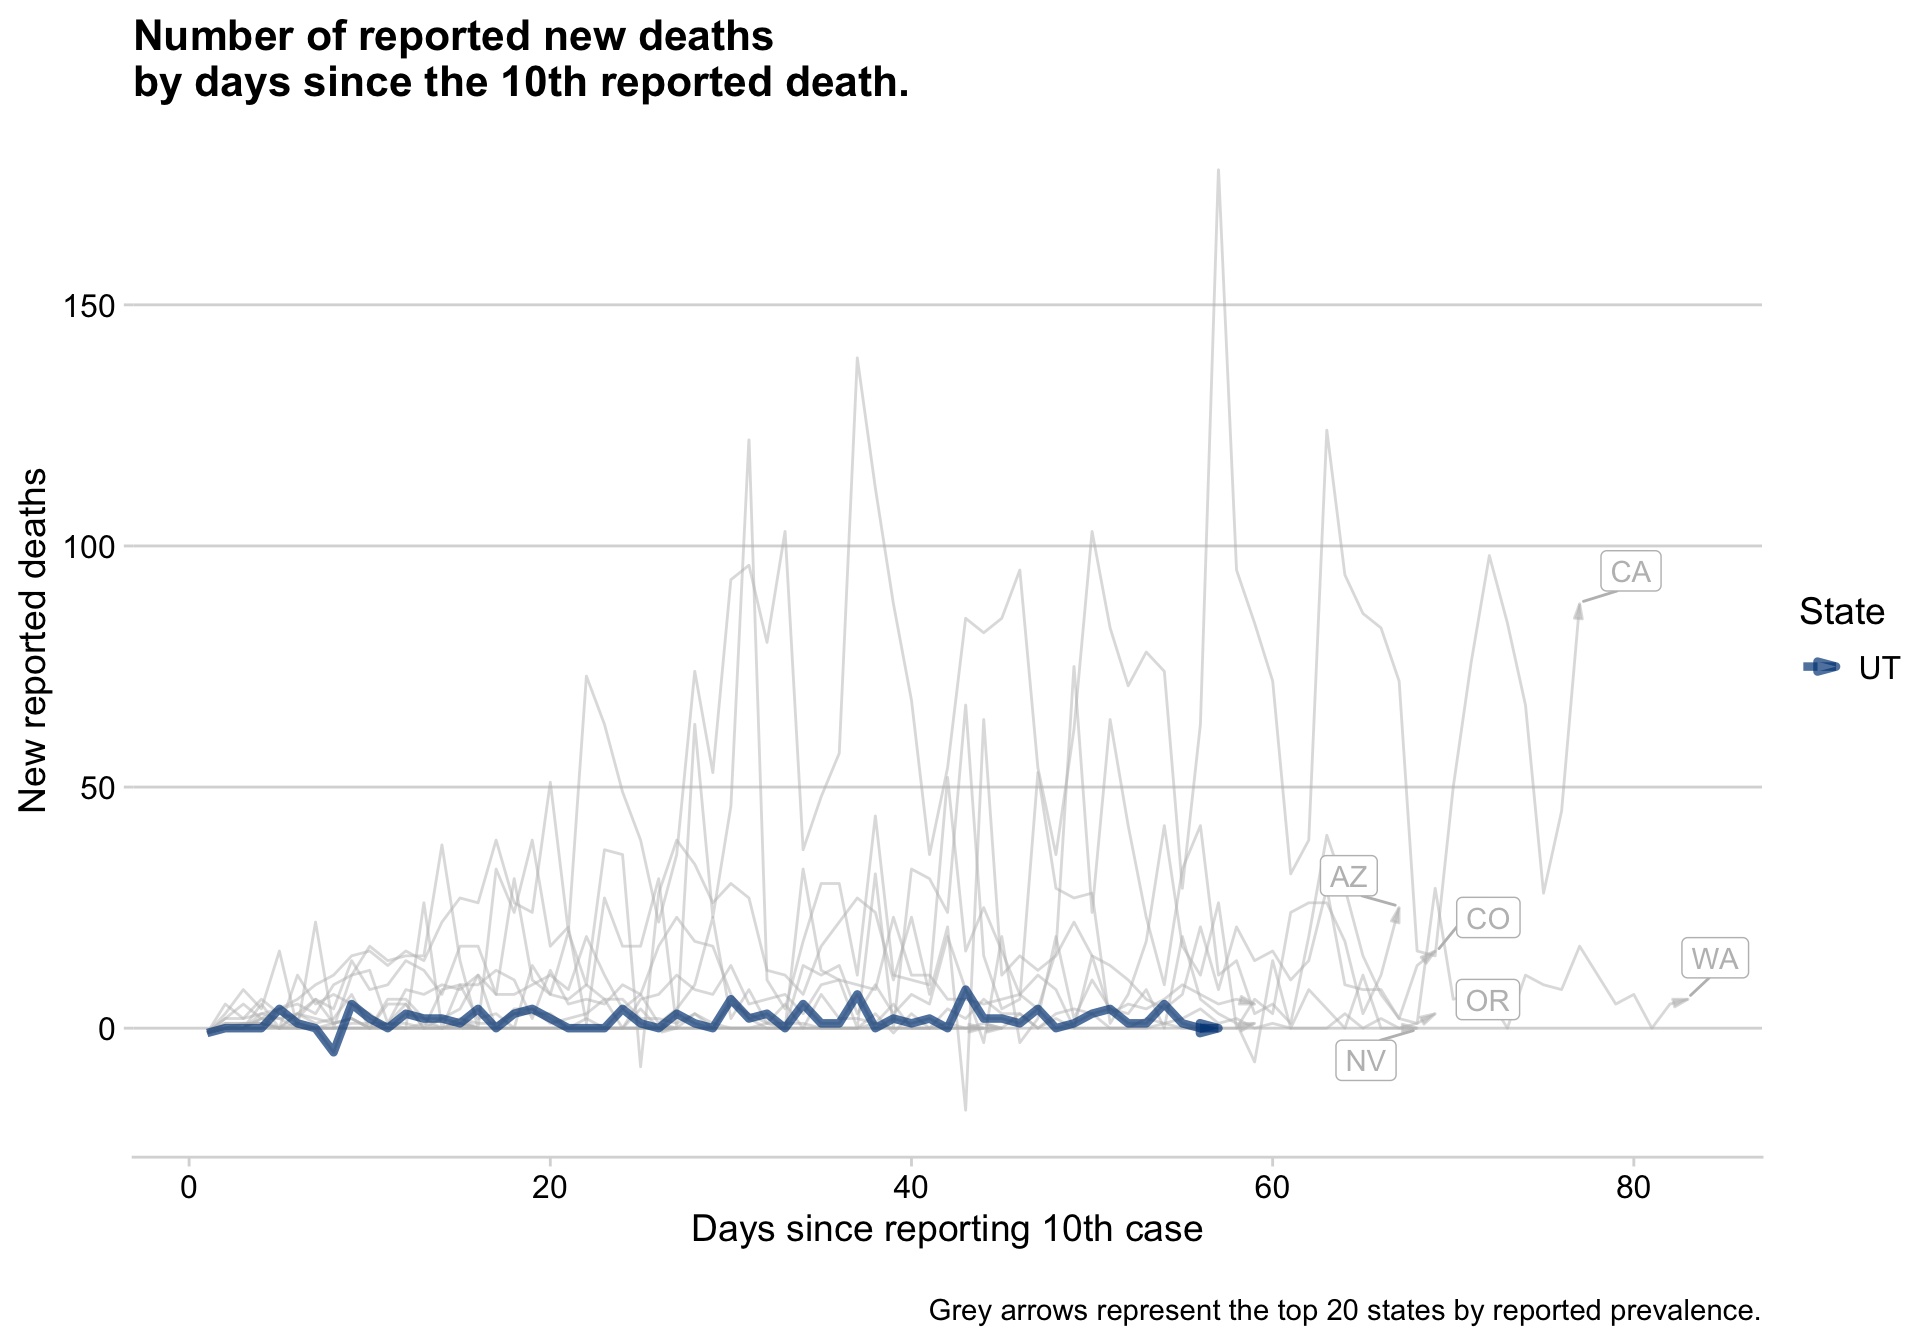 Number of reported new deaths
by days since the 10th reported death.
New reported deaths
150
100
50
0
CA
AZ
CO
WA
OR
NV
State
UT
0 20 40 60 80
Days since reporting 10th case
Grey arrows represent the top 20 states by reported prevalence.